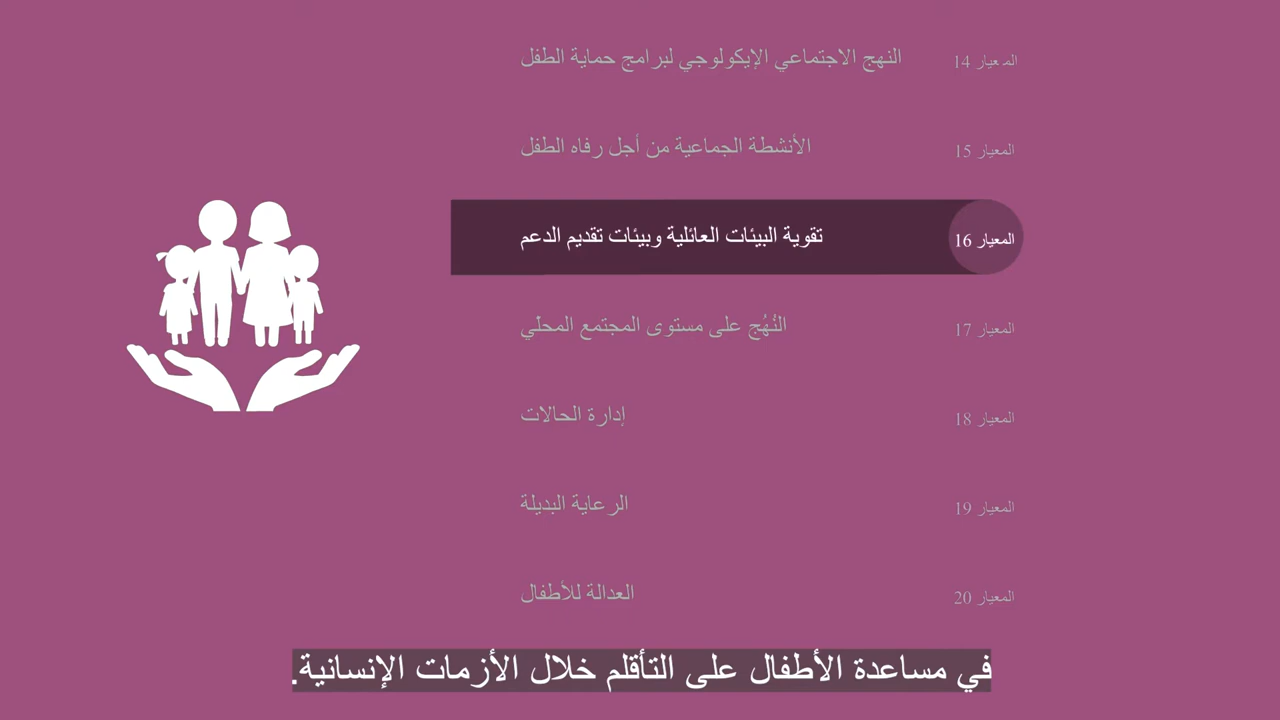 المعيار 14 النهج الاجتماعي الإيكولوجي لبرامج حماية الطفل
المعيار 15 الأنشطة الجماعية من أجل رفاه الطفل
المعيار 16 تقوية البيئات العائلية وبيئات تقديم الدعم
المعيار 17 النُّهُج على مستوى المجتمع المحلّي
المعيار 18 إدارة الحالات
المعيار 19 الرعاية البديلة
المعيار 20 العدالة للأطفال
في مساعدة الأطفال على التأقلم خلال الأزمات الإنسانية.